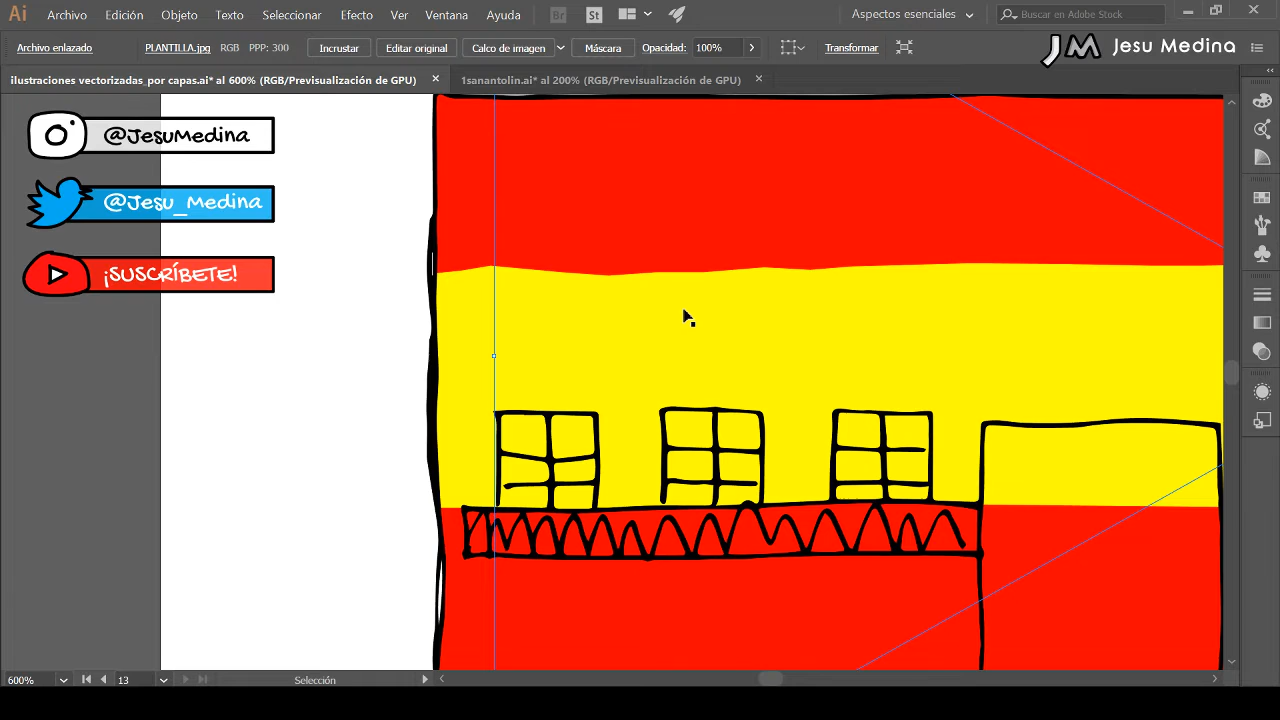 Ai Archivo Edición Objeto Texto Seleccionar Efecto Ver Ventana Ayuda Br St Aspectos esenciales Buscar en Adobe Stock
Archivo enlazado PLANTILLA.jpg RGB PPP: 300 Incrustar Editar original Calco de imagen Máscara Opacidad: 100% Transformar JM Jesu Medina
ilustraciones vectorizadas_por capas.ai* al 600% (RGB/Previsualización de GPU) 1sanantolin.ai* al 200% (RGB/Previsualización de GPU)
@JesuMedina
@Jesu_Medina
¡SUSCRÍBETE!
600% 13 Selección